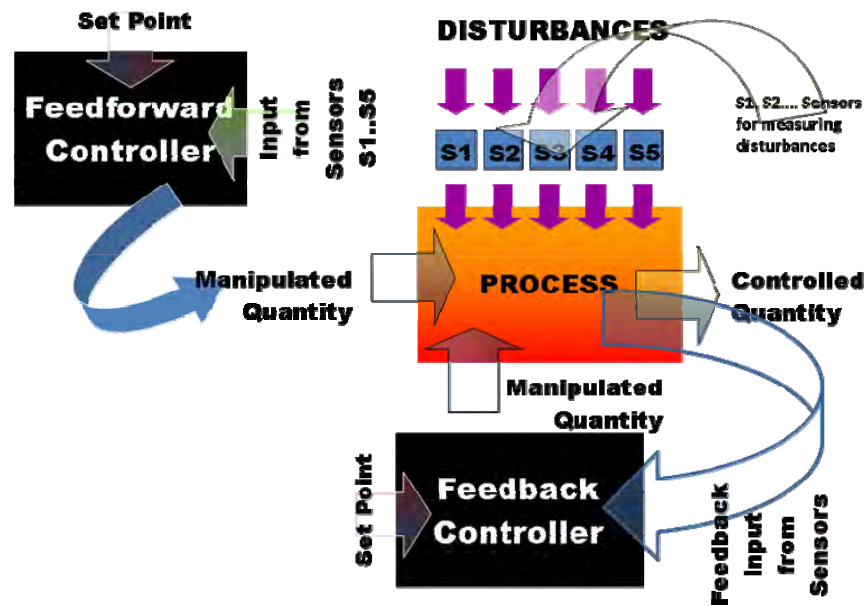 Set Point
Feedforward
Controller
Input
from
Sensors
S1..S5
DISTURBANCES
S1, S2.... Sensors
for measuring
disturbances
S1
S2
S3
S4
S5
Manipulated
Quantity
PROCESS
Controlled
Quantity
Manipulated
Quantity
Set Point
Feedback
Controller
Feedback
Input
from
Sensors